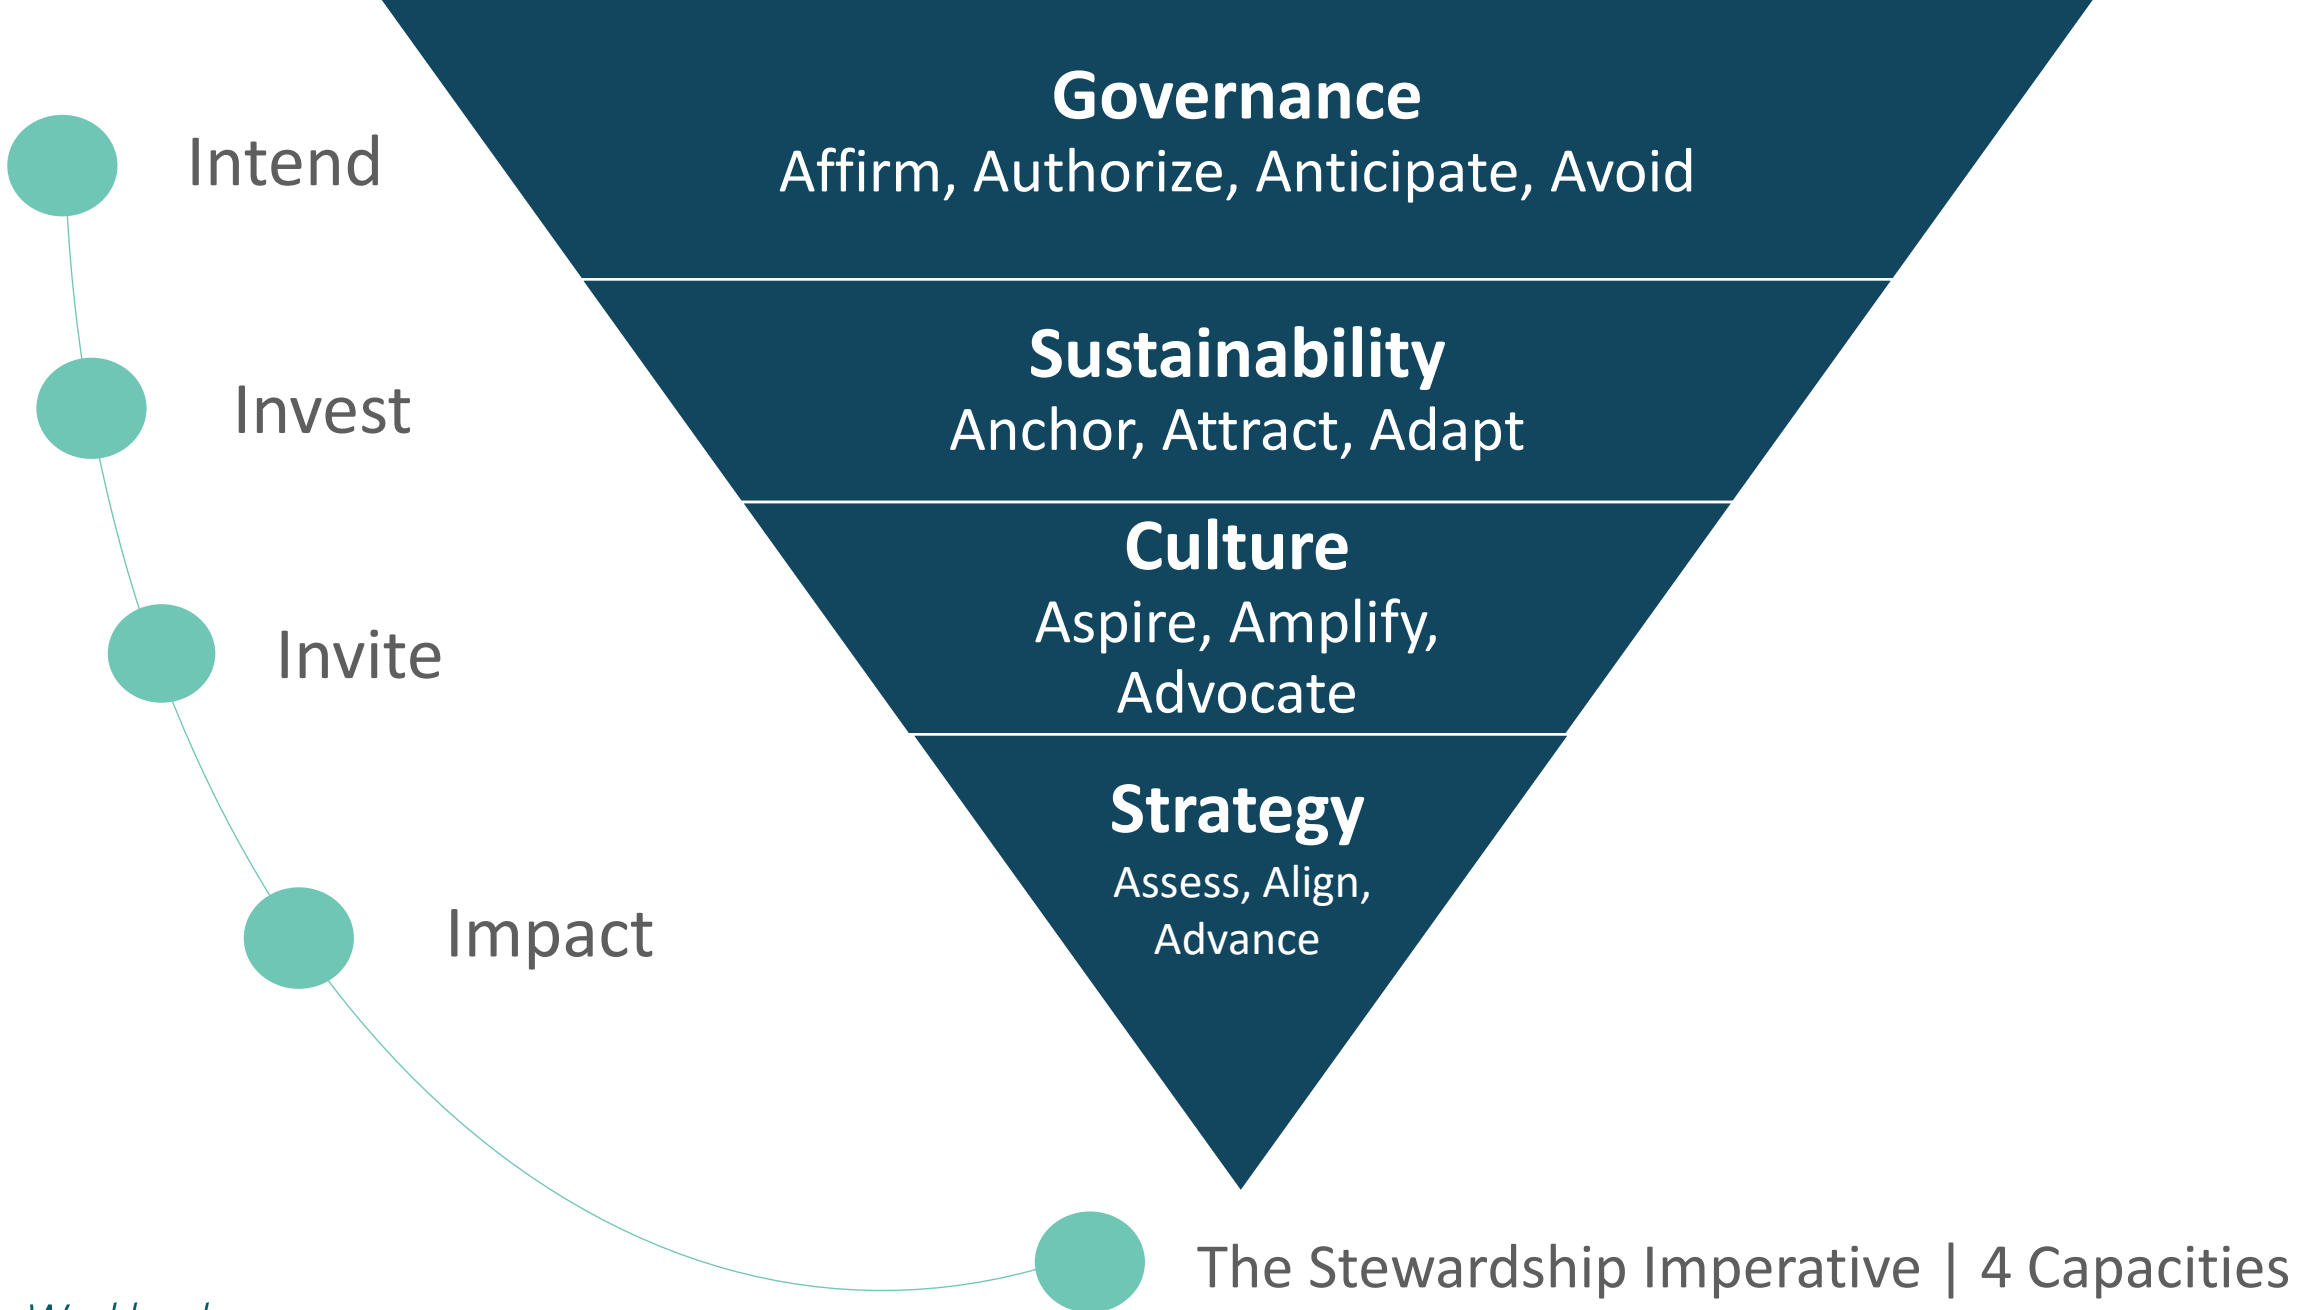 Governance
Affirm, Authorize, Anticipate, Avoid
Intend
Sustainability
Anchor, Attract, Adapt
Invest
Culture
Aspire, Amplify,
Advocate
Invite
Strategy
Assess, Align,
Advance
Impact
The Stewardship Imperative | 4 Capacities